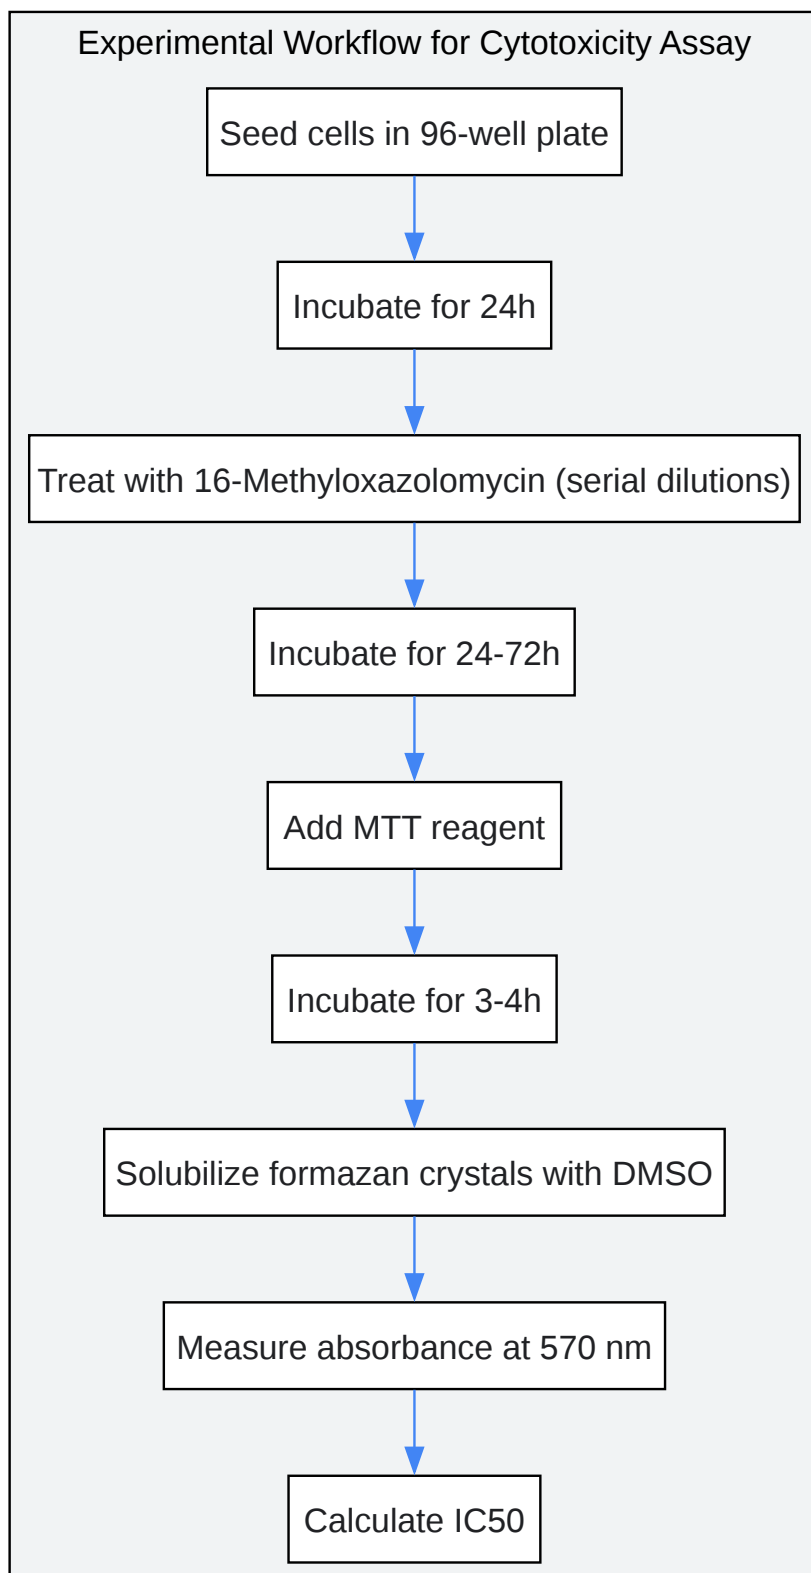 Experimental Workflow for Cytotoxicity Assay
Seed cells in 96-well plate
Incubate for 24h
Treat with 16-Methyloxazolomycin (serial dilutions)
Incubate for 24-72h
Add MTT reagent
Incubate for 3-4h
Solubilize formazan crystals with DMSO
Measure absorbance at 570 nm
Calculate IC50